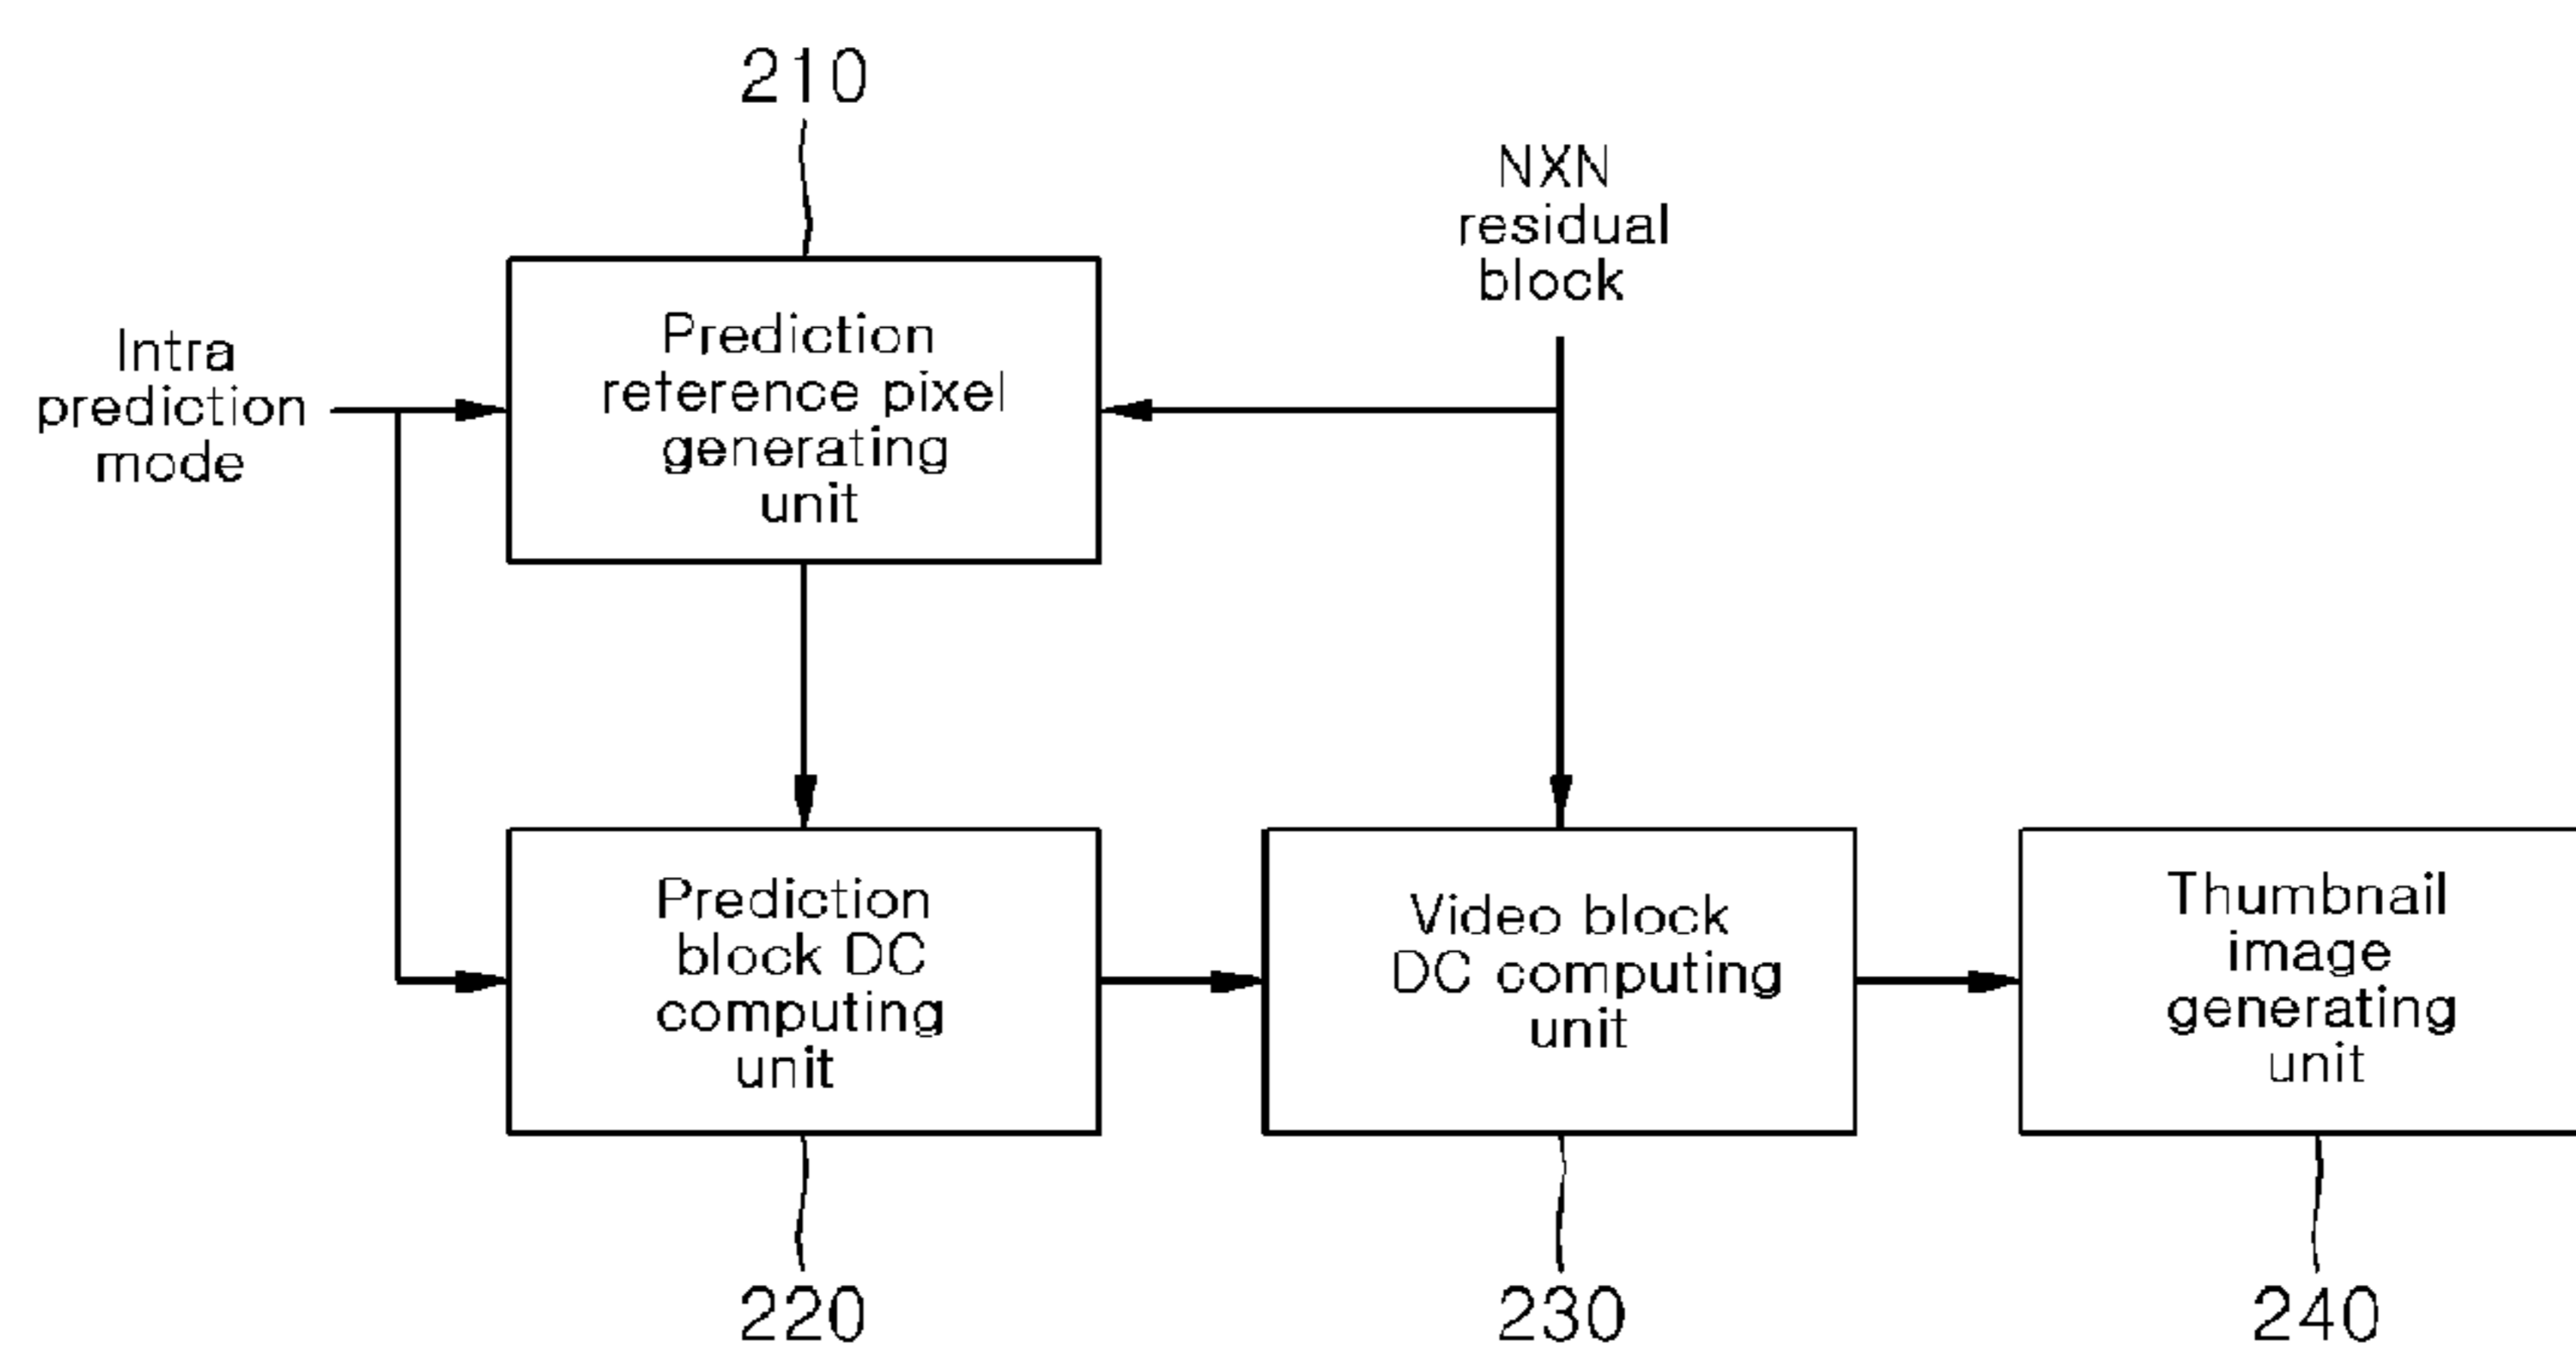 210
NXN
residual
block
Intra
prediction
mode
Prediction
reference pixel
generating
unit
Prediction
block DC
computing
unit
Video block
DC computing
unit
Thumbnail
image
generating
unit
220
230
240